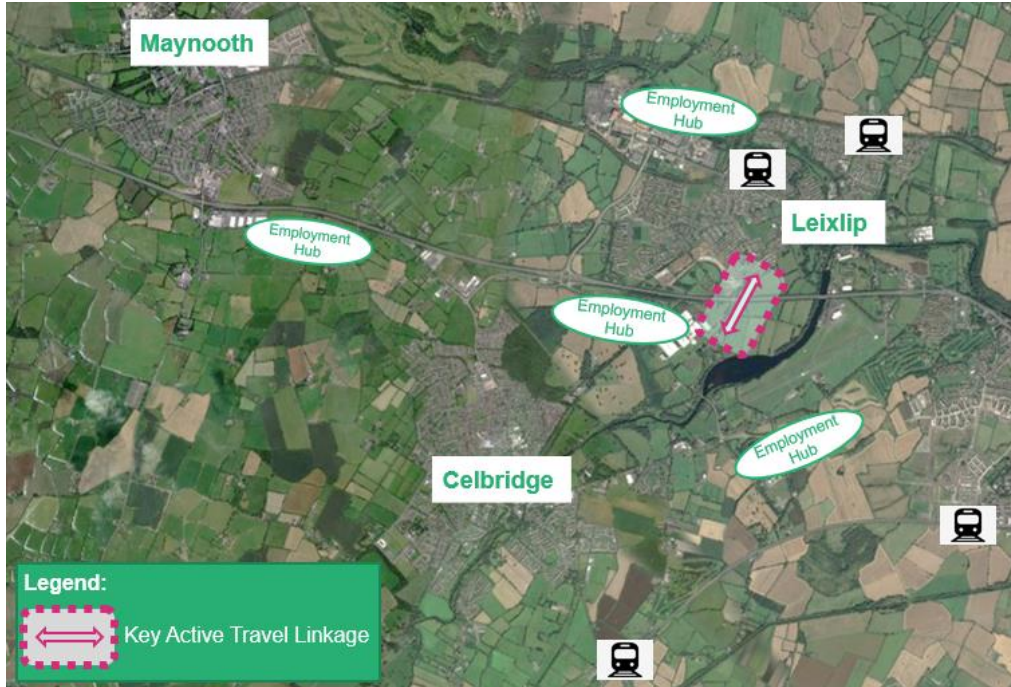 Maynooth
Employment
Hub
Leixlip
Employment
Hub
Employment
Hub
Employment
Hub
Celbridge
Legend:
Key Active Travel Linkage